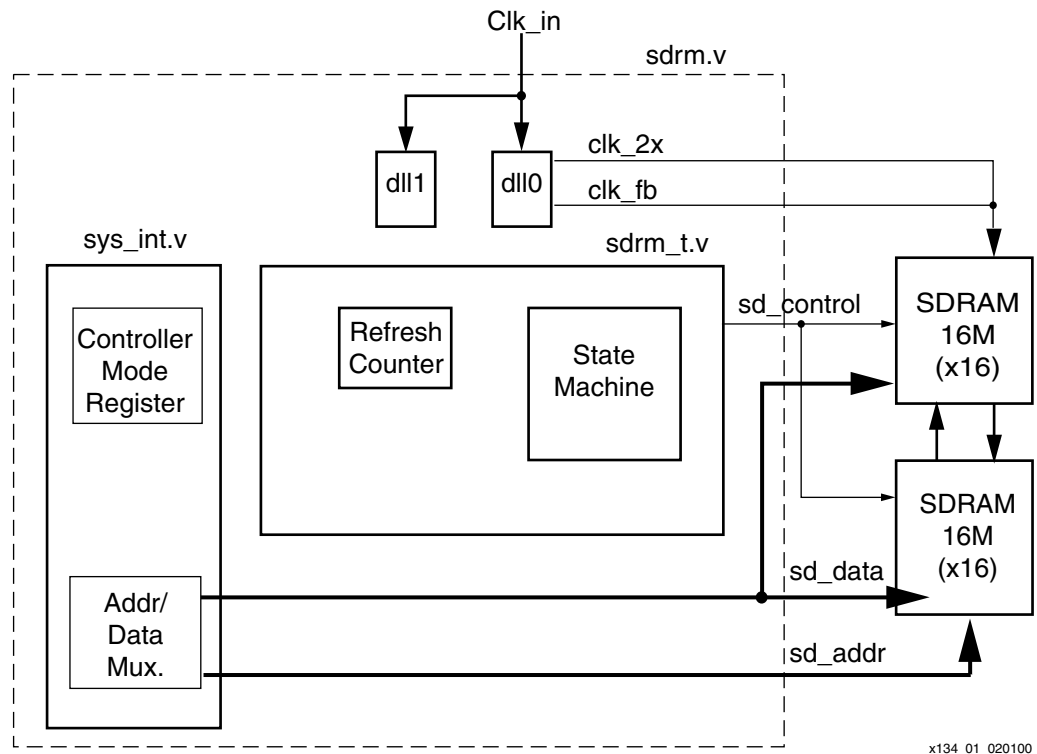 Clk_in
sdrm.v
clk_2x
dll1
dll0
clk_fb
sys_int.v
sdrm_t.v
Controller
Mode
Register
Refresh
Counter
State
Machine
sd_control
SDRAM
16M
(x16)
SDRAM
16M
(x16)
Addr/
Data
Mux.
sd_data
sd_addr
x134_01_020100